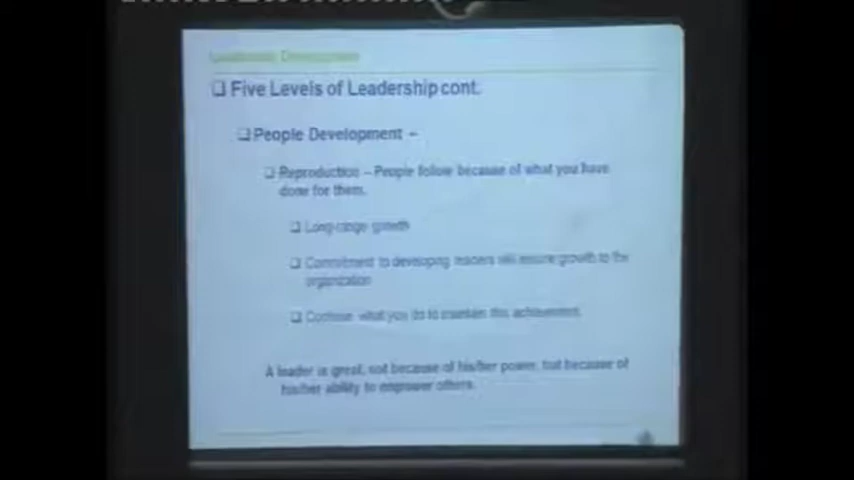 Leadership Development
❑ Five Levels of Leadership cont.
❑ People Development –
❑ Reproduction – People follow because of what you have
done for them.
❑ Long-range growth
❑ Commitment to developing leaders will ensure growth to the
organization
❑ Continue what you do to maintain this achievement.
A leader is great, not because of his/her power, but because of
his/her ability to empower others.